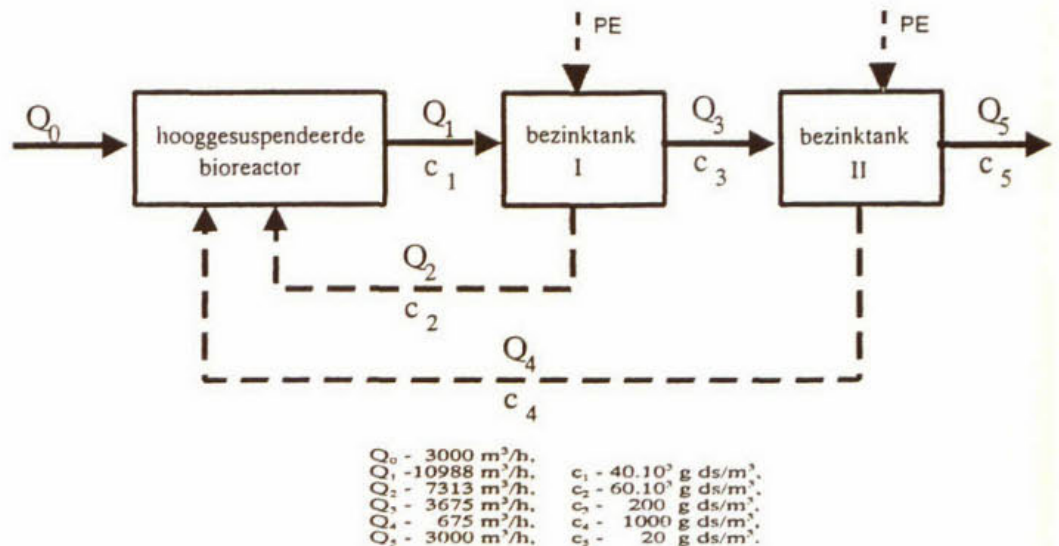 PE
PE
Q0
hooggesuspendeerde
bioreactor
Q1
c1
bezinktank
I
Q3
c3
bezinktank
II
Q5
c5
Q2
c2
Q4
c4
Q₀ - 3000 m³/h,
Q₁ -10988 m³/h, c₁ - 40.10³ g ds/m³,
Q₂ - 7313 m³/h, c₂ - 60.10³ g ds/m³,
Q₃ - 3675 m³/h, c₃ - 200 g ds/m³,
Q₄ - 675 m³/h, c₄ - 1000 g ds/m³,
Q₅ - 3000 m³/h, c₅ - 20 g ds/m³.